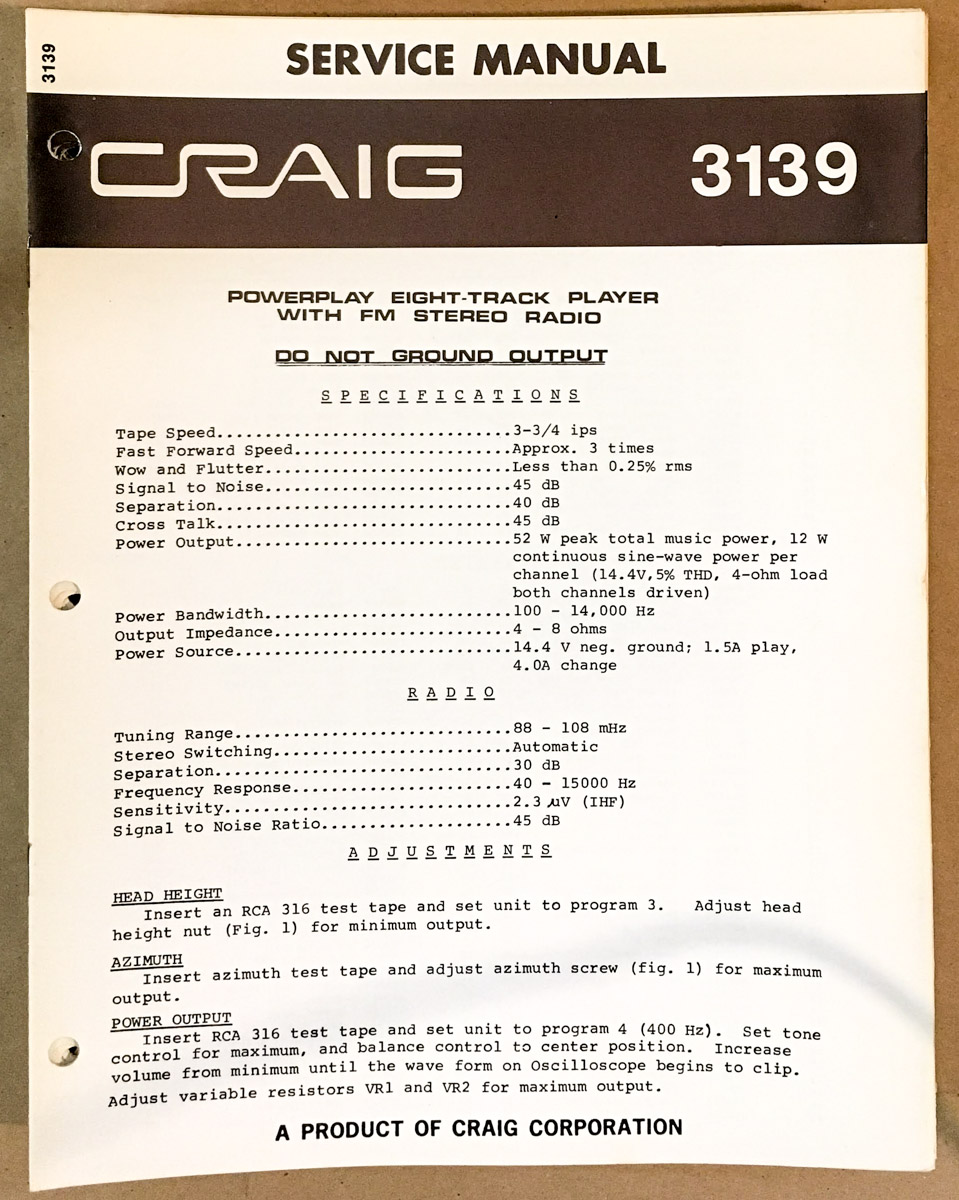 3139
SERVICE MANUAL
CRAIG 3139
POWERPLAY EIGHT-TRACK PLAYER
WITH FM STEREO RADIO
DO NOT GROUND OUTPUT
S P E C I F I C A T I O N S
Tape Speed..............................3-3/4 ips
Fast Forward Speed......................Approx. 3 times
Wow and Flutter.........................Less than 0.25% rms
Signal to Noise.........................45 dB
Separation..............................40 dB
Cross Talk..............................45 dB
Power Output............................52 W peak total music power, 12 W
continuous sine-wave power per
channel (14.4V,5% THD, 4-ohm load
both channels driven)
Power Bandwidth.........................100 - 14,000 Hz
Output Impedance........................4 - 8 ohms
Power Source............................14.4 V neg. ground; 1.5A play,
4.0A change
R A D I O
Tuning Range............................88 - 108 mHz
Stereo Switching........................Automatic
Separation..............................30 dB
Frequency Response......................40 - 15000 Hz
Sensitivity.............................2.3 µV (IHF)
Signal to Noise Ratio...................45 dB
A D J U S T M E N T S
HEAD HEIGHT
Insert an RCA 316 test tape and set unit to program 3. Adjust head
height nut (Fig. 1) for minimum output.
AZIMUTH
Insert azimuth test tape and adjust azimuth screw (fig. 1) for maximum
output.
POWER OUTPUT
Insert RCA 316 test tape and set unit to program 4 (400 Hz). Set tone
control for maximum, and balance control to center position. Increase
volume from minimum until the wave form on Oscilloscope begins to clip.
Adjust variable resistors VR1 and VR2 for maximum output.
A PRODUCT OF CRAIG CORPORATION